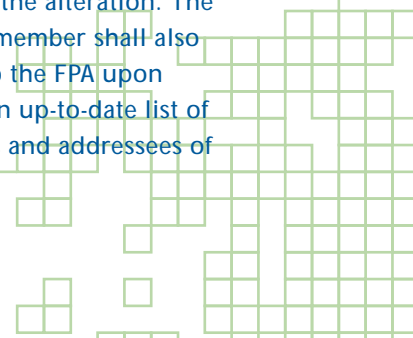 the alteration. The
member shall also
the FPA upon
n up-to-date list of
and addressees of